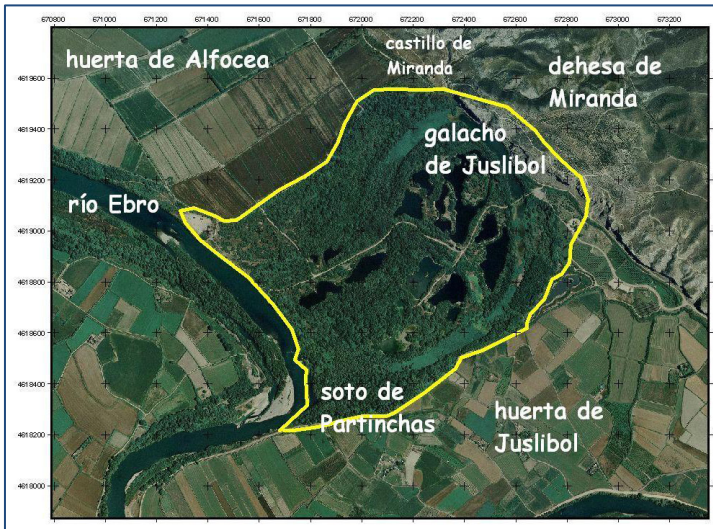 670800 671000 671200 671400 671600 671800 672000 672200 672400 672600 672800 673000 673200
4619600
4619400
4619200
4619000
4618800
4618600
4618400
4618200
4618000
huerta de Alfocea
castillo de
Miranda
dehesa de
Miranda
galacho
de Juslibol
río Ebro
soto de
Partinchas
huerta de
Juslibol